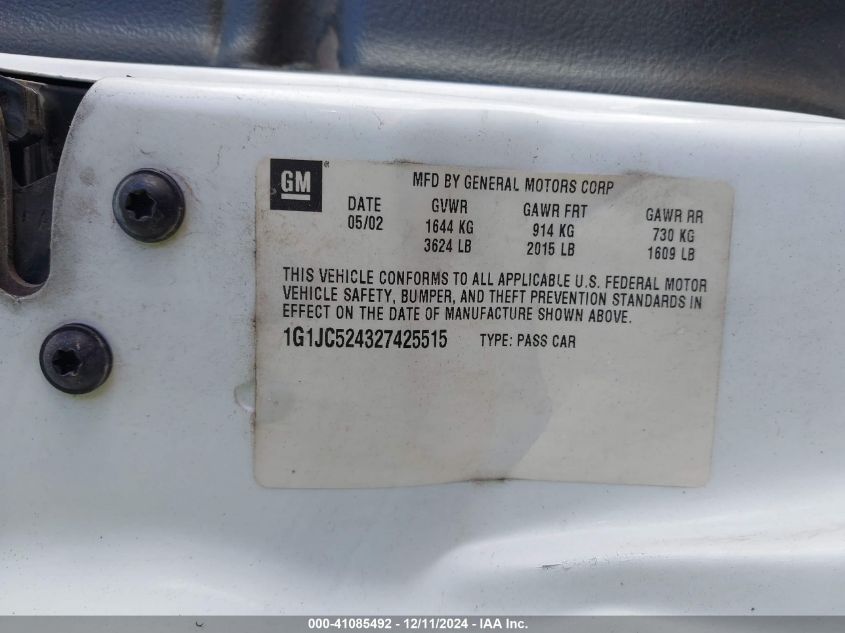 GM ®
MFD BY GENERAL MOTORS CORP
DATE GVWR GAWR FRT GAWR RR
05/02 1644 KG 914 KG 730 KG
3624 LB 2015 LB 1609 LB
THIS VEHICLE CONFORMS TO ALL APPLICABLE U.S. FEDERAL MOTOR
VEHICLE SAFETY, BUMPER, AND THEFT PREVENTION STANDARDS IN
EFFECT ON THE DATE OF MANUFACTURE SHOWN ABOVE.
1G1JC524327425515 TYPE: PASS CAR
000-41085492 - 12/11/2024 - IAA Inc.